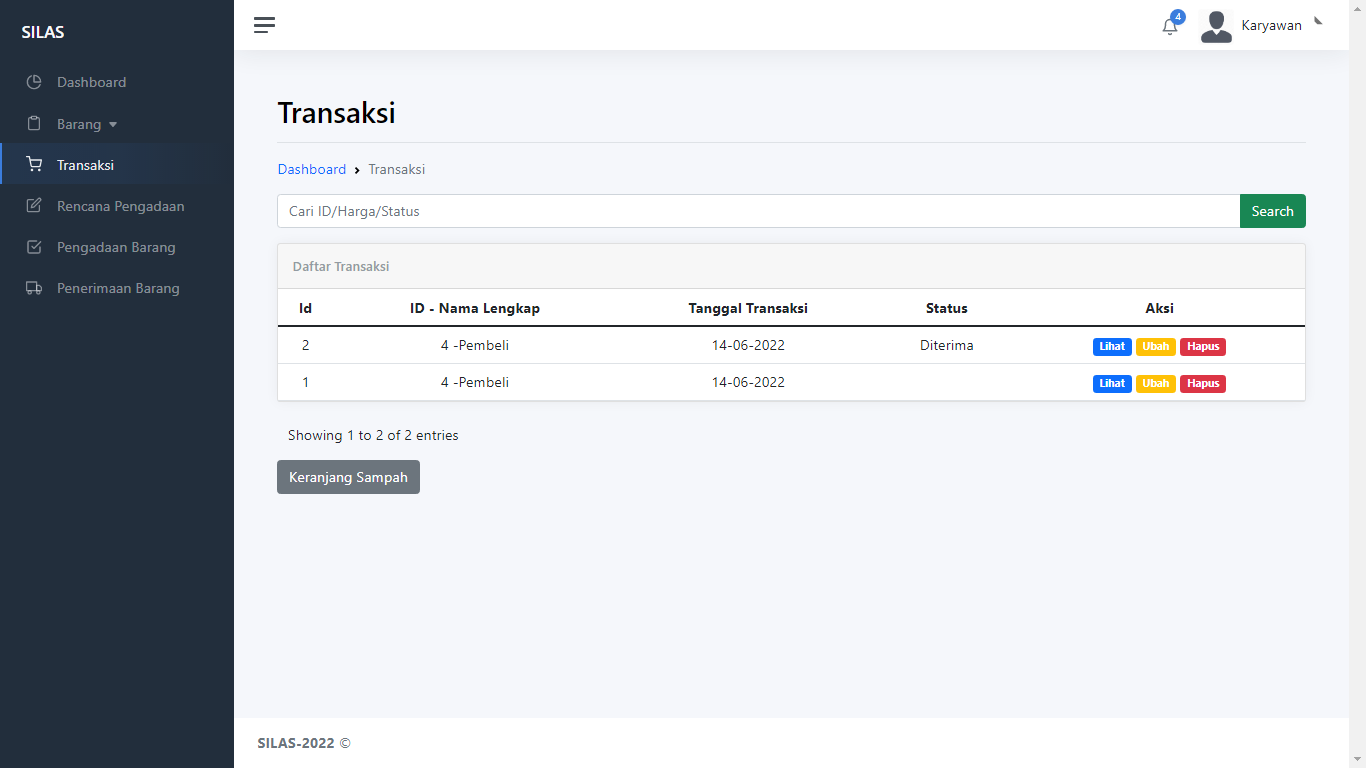 SILAS
Dashboard
Barang
Transaksi
Rencana Pengadaan
Pengadaan Barang
Penerimaan Barang
4
Karyawan
Transaksi
Dashboard Transaksi
Cari ID/Harga/Status Search
Daftar Transaksi
Id ID - Nama Lengkap Tanggal Transaksi Status Aksi
2 4 -Pembeli 14-06-2022 Diterima Lihat Ubah Hapus
1 4 -Pembeli 14-06-2022 Lihat Ubah Hapus
Showing 1 to 2 of 2 entries
Keranjang Sampah
SILAS-2022 ©